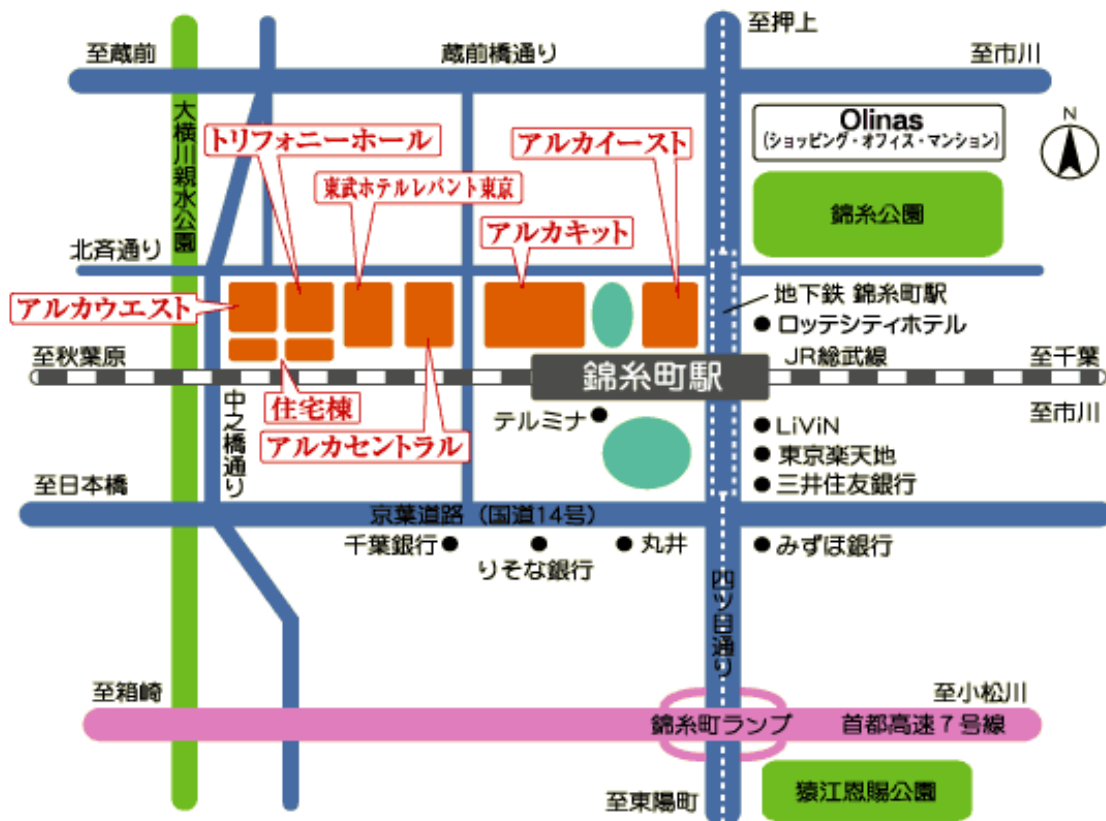 至押上
至蔵前
蔵前橋通り
至市川
大横川親水公園
Olinas
(ショッピング・オフィス・マンション)
N
トリフォニーホール
アルカイースト
東武ホテルレバント東京
錦糸公園
アルカキット
北斉通り
アルカウエスト
地下鉄 錦糸町駅
ロッテシティホテル
至秋葉原
錦糸町駅
JR総武線
至千葉
住宅棟
中之橋通り
テルミナ
至市川
LiViN
アルカセントラル
東京楽天地
至日本橋
三井住友銀行
京葉道路(国道14号)
千葉銀行
りそな銀行
丸井
みずほ銀行
四ツ目通り
至箱崎
至小松川
錦糸町ランプ
首都高速7号線
至東陽町
猿江恩賜公園